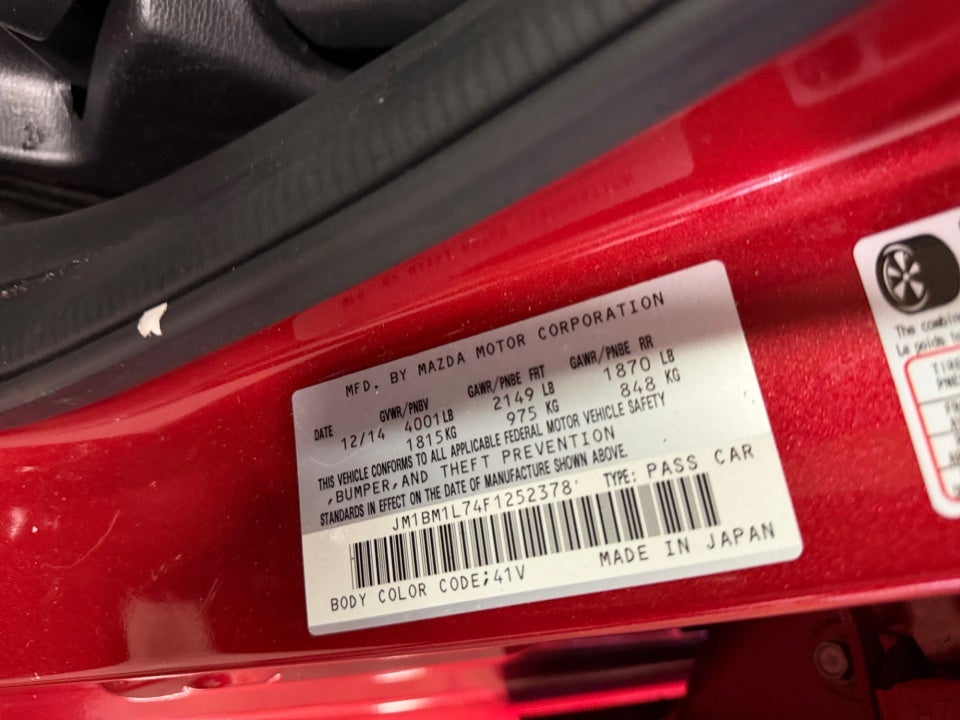 MFD. BY MAZDA MOTOR CORPORATION
GVWR/PNBV GAWR/PNBE FRT GAWR/PNBE RR
DATE 12/14 4001LB 2149 LB 1870 LB
1815KG 975 KG 848 KG
THIS VEHICLE CONFORMS TO ALL APPLICABLE FEDERAL MOTOR VEHICLE SAFETY
,BUMPER,AND THEFT PREVENTION
STANDARDS IN EFFECT ON THE DATE OF MANUFACTURE SHOWN ABOVE.
JM1BM1L74F1252378 TYPE: PASS CAR
BODY COLOR CODE;41V MADE IN JAPAN
The
La